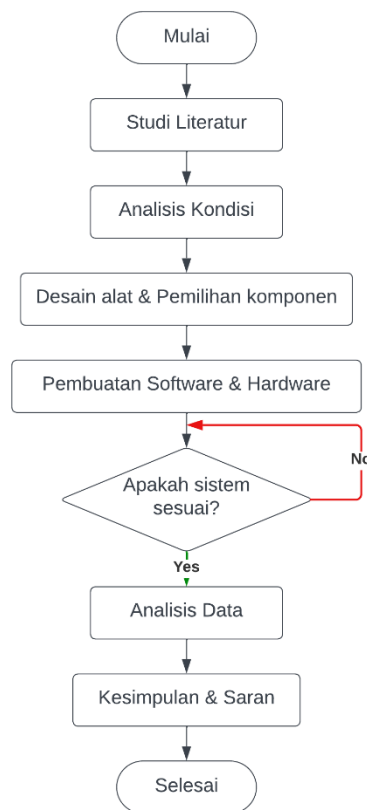 Mulai
Studi Literatur
Analisis Kondisi
Desain alat & Pemilihan komponen
Pembuatan Software & Hardware
Apakah sistem
sesuai?
No
Yes
Analisis Data
Kesimpulan & Saran
Selesai